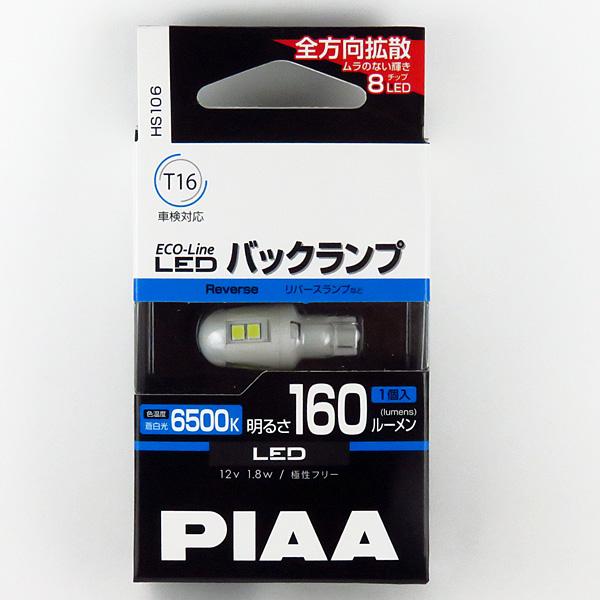 全方向拡散
ムラのない輝き
8チップLED
HS106
T16
車検対応
ECO-Line
LED バックランプ
Reverse リバースランプなど
1個入
色温度
蒼白光 6500K 明るさ 160 (lumens) ルーメン
LED
12v 1.8w / 極性フリー
PIAA